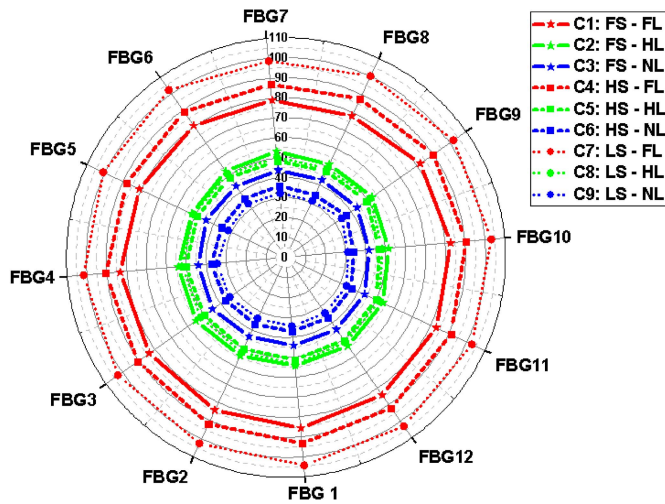 FBG7
FBG8
FBG6
FBG9
FBG5
FBG10
FBG4
FBG11
FBG3
FBG12
FBG2
FBG 1
110
100
90
80
70
60
50
40
30
20
10
0
C1: FS - FL
C2: FS - HL
C3: FS - NL
C4: HS - FL
C5: HS - HL
C6: HS - NL
C7: LS - FL
C8: LS - HL
C9: LS - NL